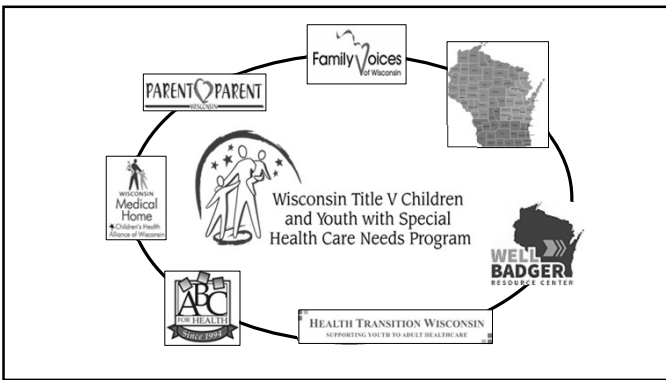 Family Voices
of Wisconsin
PARENT PARENT
WISCONSIN
WISCONSIN
Medical
Home
Children's Health
Alliance of Wisconsin
Wisconsin Title V Children
and Youth with Special
Health Care Needs Program
WELL
BADGER
RESOURCE CENTER
ABC
FOR HEALTH
Since 1994
HEALTH TRANSITION WISCONSIN
SUPPORTING YOUTH TO ADULT HEALTHCARE